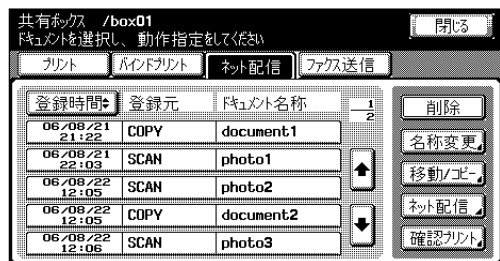 共有ボックス /box01
ドキュメントを選択し、動作指定をしてください
閉じる
プリント バインドプリント ネット配信 ファクス送信
登録時間 登録元 ドキュメント名称 1/2
06/08/21 21:22 COPY document1
06/08/21 22:03 SCAN photo1
06/08/22 12:05 SCAN photo2
06/08/22 12:05 COPY document2
06/08/22 12:06 SCAN photo3
削除
名称変更
移動/コピー
ネット配信
確認プリント